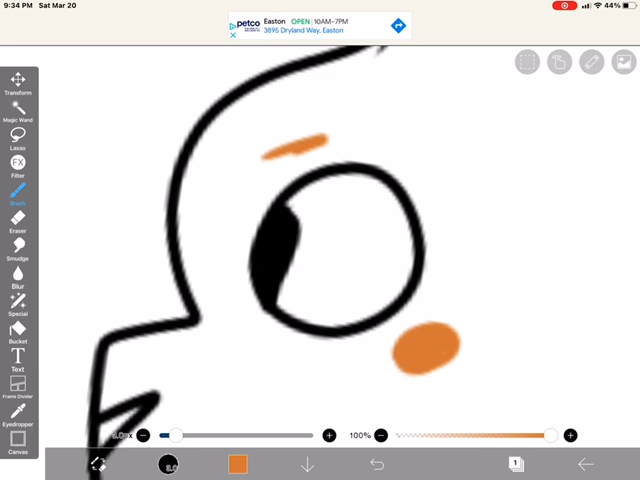 9:34 PM Sat Mar 20
44%
petco Easton OPEN 10AM–7PM
3895 Dryland Way, Easton
Transform
Magic Wand
Lasso
FX
Filter
Brush
Eraser
Smudge
Blur
Special
Bucket
T
Text
Frame Divider
Eyedropper
Canvas
100%
1